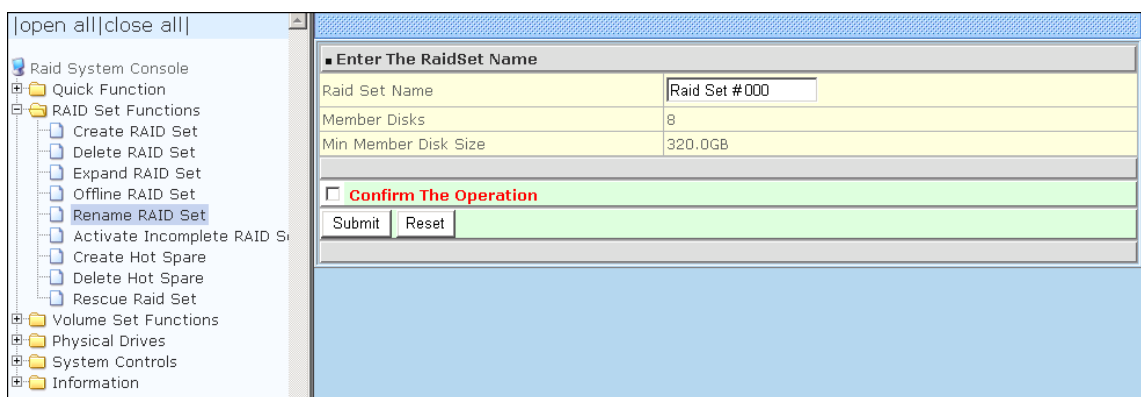 |open all|close all|
Raid System Console
Quick Function
RAID Set Functions
Create RAID Set
Delete RAID Set
Expand RAID Set
Offline RAID Set
Rename RAID Set
Activate Incomplete RAID Se
Create Hot Spare
Delete Hot Spare
Rescue Raid Set
Volume Set Functions
Physical Drives
System Controls
Information
Enter The RaidSet Name
Raid Set Name Raid Set #000
Member Disks 8
Min Member Disk Size 320.0GB
Confirm The Operation
Submit Reset